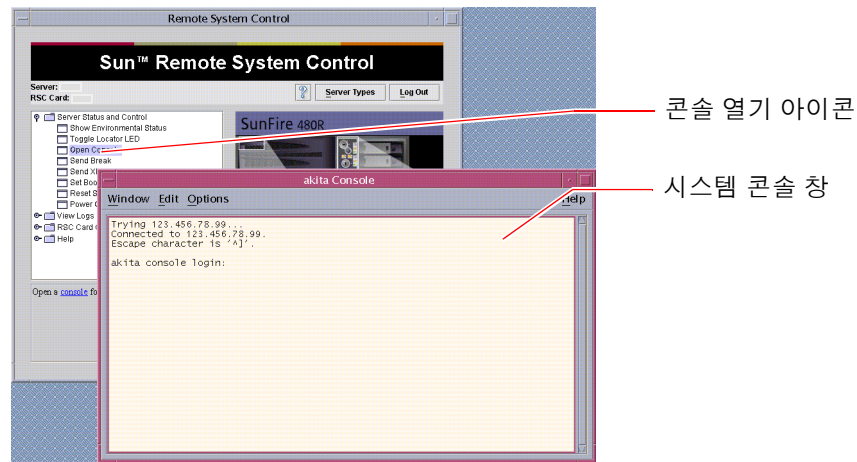 Remote System Control
Sun™ Remote System Control
Server:
RSC Card:
? Server Types Log Out
Server Status and Control
Show Environmental Status
Toggle Locator LED
Open
Send Break
Send
Set
Reset
Power
View Logs
RSC Card
Help
SunFire 480R
Open a console
akita Console
Window Edit Options Help
Trying 123.456.78.99...
Connected to 123.456.78.99.
Escape character is '^]'.
akita console login:
콘솔 열기 아이콘
시스템 콘솔 창